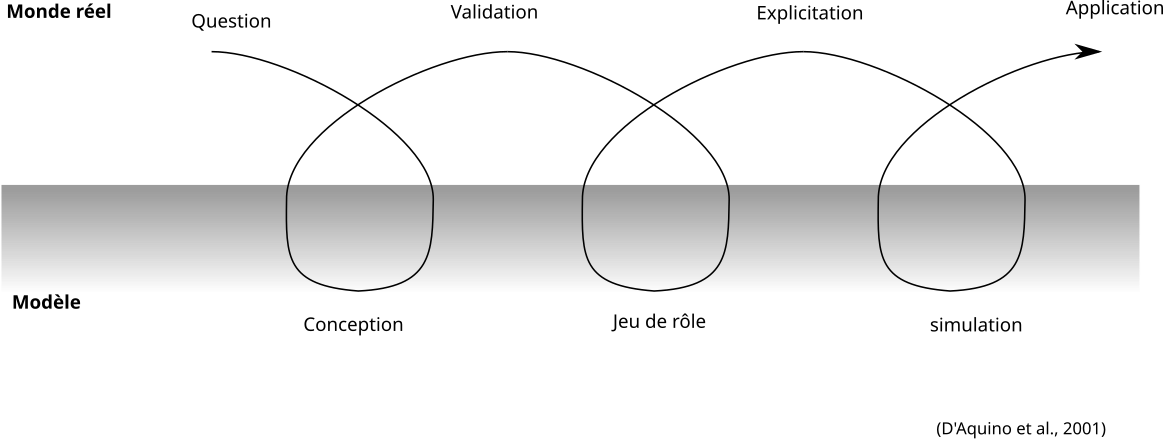 Monde réel
Question
Validation
Explicitation
Application
Modèle
Conception
Jeu de rôle
simulation
(D'Aquino et al., 2001)